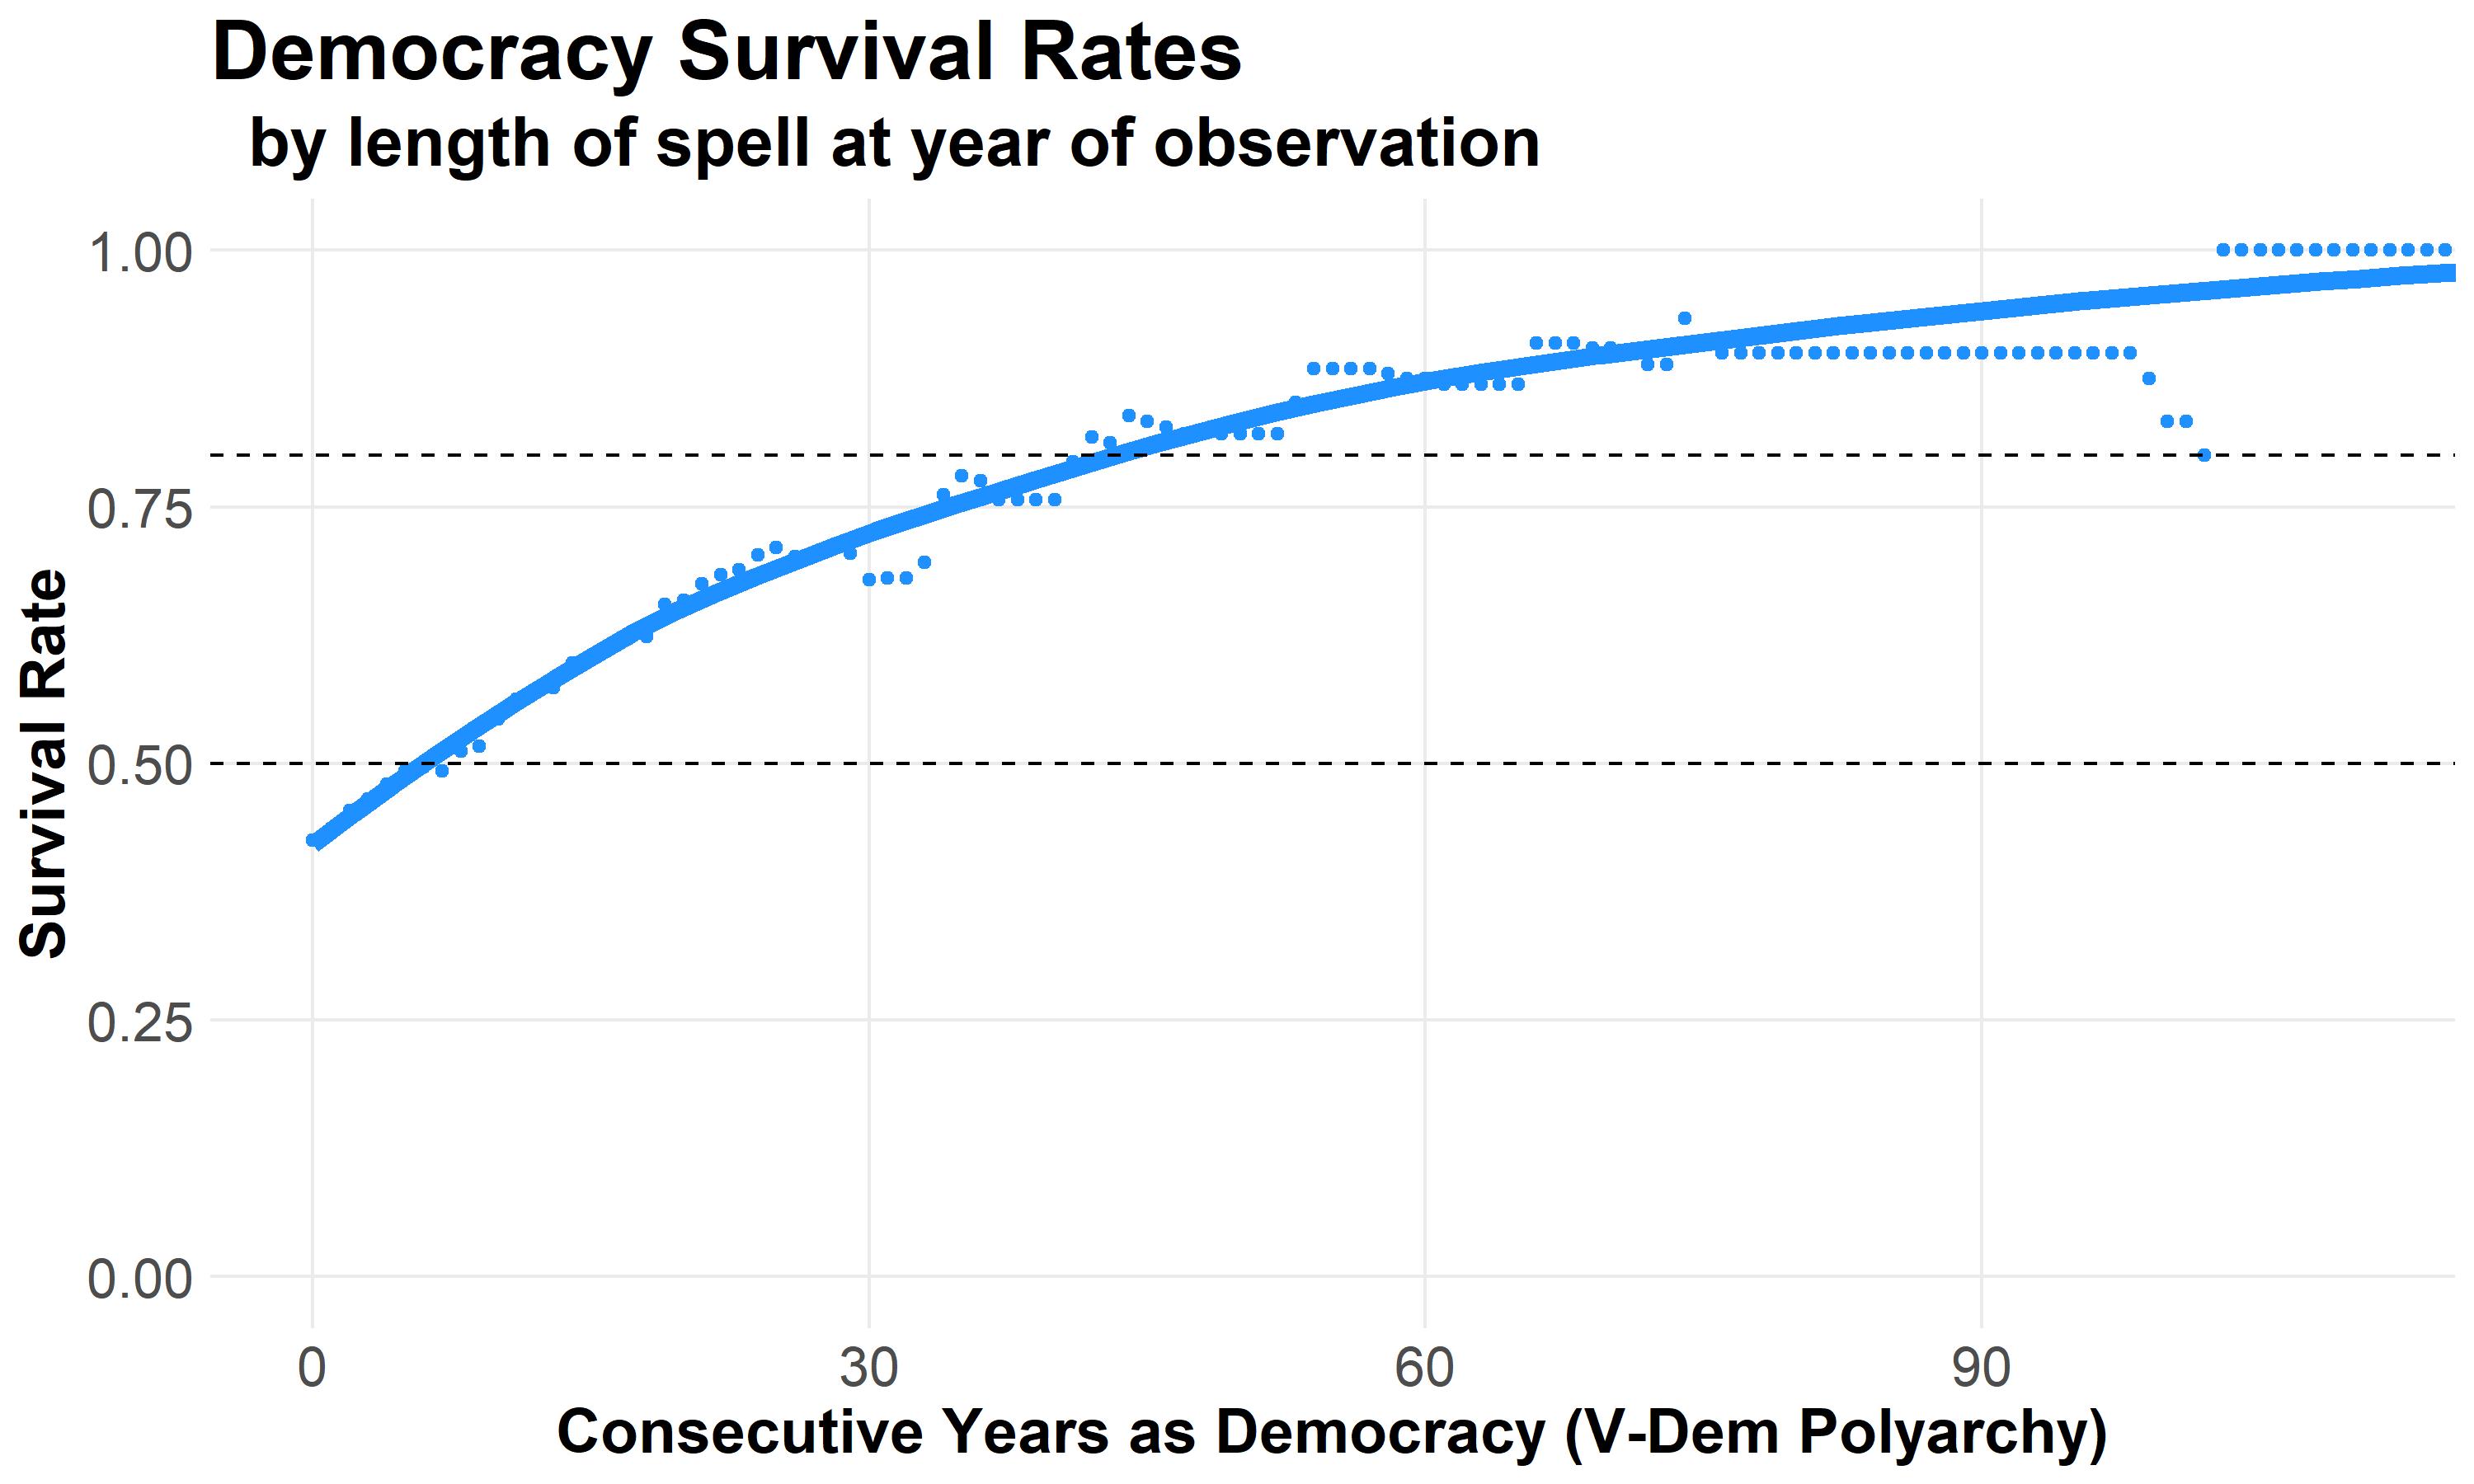 Democracy Survival Rates
by length of spell at year of observation
Survival Rate
1.00
0.75
0.50
0.25
0.00
0
30
60
90
Consecutive Years as Democracy (V-Dem Polyarchy)